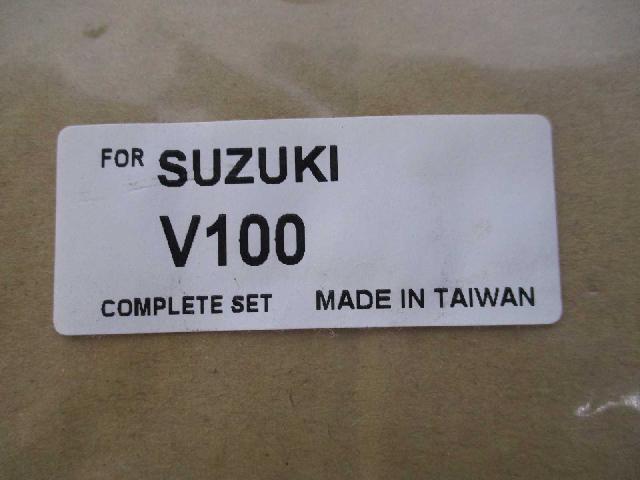 FOR SUZUKI
V100
COMPLETE SET MADE IN TAIWAN